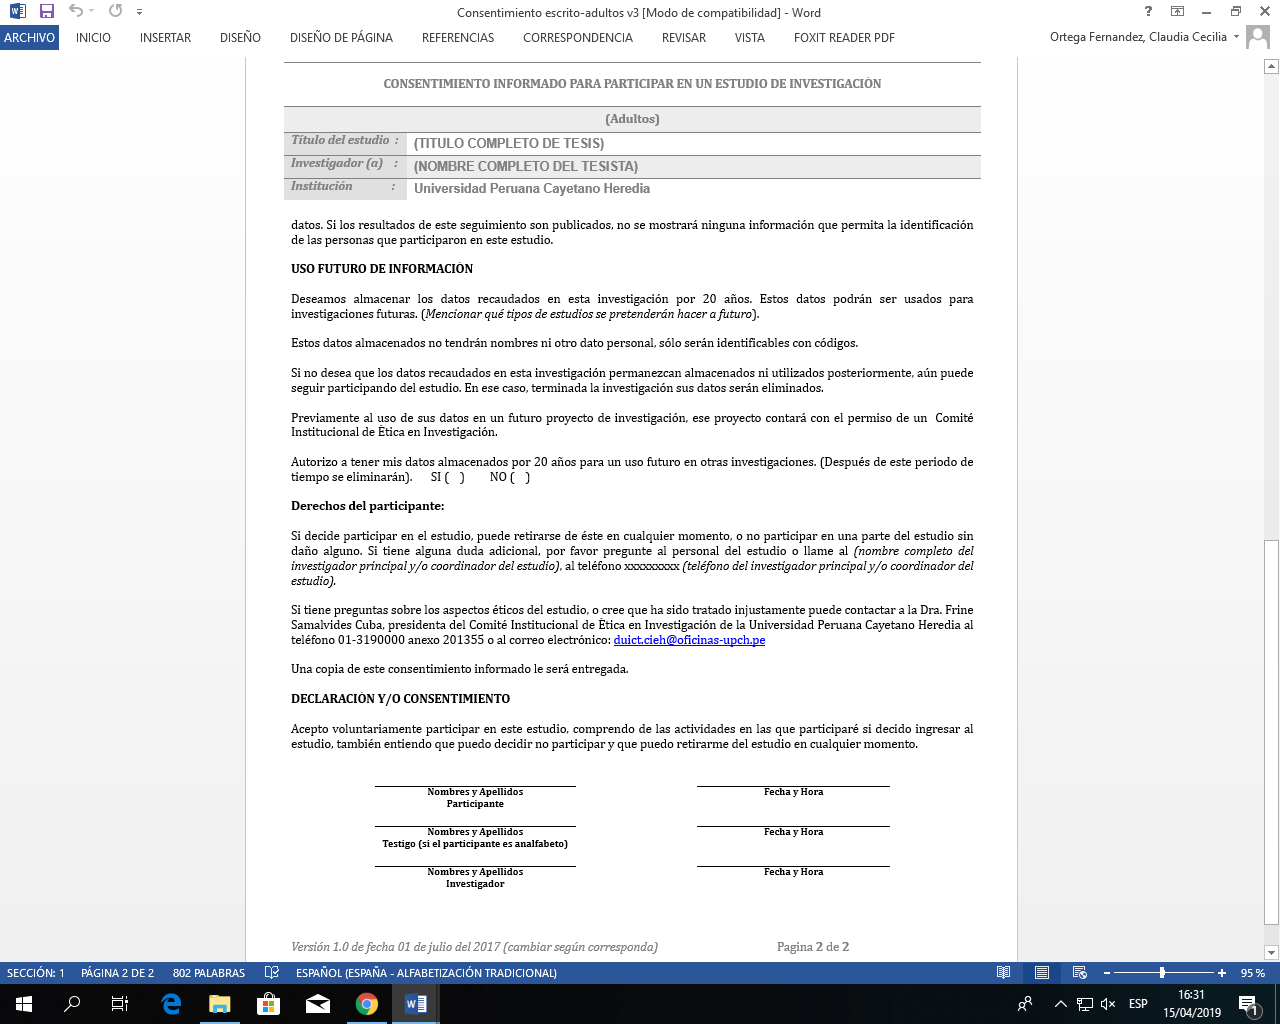 Consentimiento escrito-adultos v3 [Modo de compatibilidad] - Word
ARCHIVO INICIO INSERTAR DISEÑO DISEÑO DE PÁGINA REFERENCIAS CORRESPONDENCIA REVISAR VISTA FOXIT READER PDF Ortega Fernandez, Claudia Cecilia
CONSENTIMIENTO INFORMADO PARA PARTICIPAR EN UN ESTUDIO DE INVESTIGACIÓN
(Adultos)
Título del estudio : (TITULO COMPLETO DE TESIS)
Investigador (a) : (NOMBRE COMPLETO DEL TESISTA)
Institución : Universidad Peruana Cayetano Heredia
datos. Si los resultados de este seguimiento son publicados, no se mostrará ninguna información que permita la identificación
de las personas que participaron en este estudio.
USO FUTURO DE INFORMACIÓN
Deseamos almacenar los datos recaudados en esta investigación por 20 años. Estos datos podrán ser usados para
investigaciones futuras. (Mencionar qué tipos de estudios se pretenderán hacer a futuro).
Estos datos almacenados no tendrán nombres ni otro dato personal, sólo serán identificables con códigos.
Si no desea que los datos recaudados en esta investigación permanezcan almacenados ni utilizados posteriormente, aún puede
seguir participando del estudio. En ese caso, terminada la investigación sus datos serán eliminados.
Previamente al uso de sus datos en un futuro proyecto de investigación, ese proyecto contará con el permiso de un Comité
Institucional de Ética en Investigación.
Autorizo a tener mis datos almacenados por 20 años para un uso futuro en otras investigaciones. (Después de este periodo de
tiempo se eliminarán). SI ( ) NO ( )
Derechos del participante:
Si decide participar en el estudio, puede retirarse de éste en cualquier momento, o no participar en una parte del estudio sin
daño alguno. Si tiene alguna duda adicional, por favor pregunte al personal del estudio o llame al (nombre completo del
investigador principal y/o coordinador del estudio), al teléfono xxxxxxxxx (teléfono del investigador principal y/o coordinador del
estudio).
Si tiene preguntas sobre los aspectos éticos del estudio, o cree que ha sido tratado injustamente puede contactar a la Dra. Frine
Samalvides Cuba, presidenta del Comité Institucional de Ética en Investigación de la Universidad Peruana Cayetano Heredia al
teléfono 01-3190000 anexo 201355 o al correo electrónico: duict.cieh@oficinas-upch.pe
Una copia de este consentimiento informado le será entregada.
DECLARACIÓN Y/O CONSENTIMIENTO
Acepto voluntariamente participar en este estudio, comprendo de las actividades en las que participaré si decido ingresar al
estudio, también entiendo que puedo decidir no participar y que puedo retirarme del estudio en cualquier momento.
Nombres y Apellidos Fecha y Hora
Participante
Nombres y Apellidos Fecha y Hora
Testigo (si el participante es analfabeto)
Nombres y Apellidos Fecha y Hora
Investigador
Versión 1.0 de fecha 01 de julio del 2017 (cambiar según corresponda) Pagina 2 de 2
SECCIÓN: 1 PÁGINA 2 DE 2 802 PALABRAS ESPAÑOL (ESPAÑA - ALFABETIZACIÓN TRADICIONAL) 95 %
ESP 16:31
15/04/2019 1